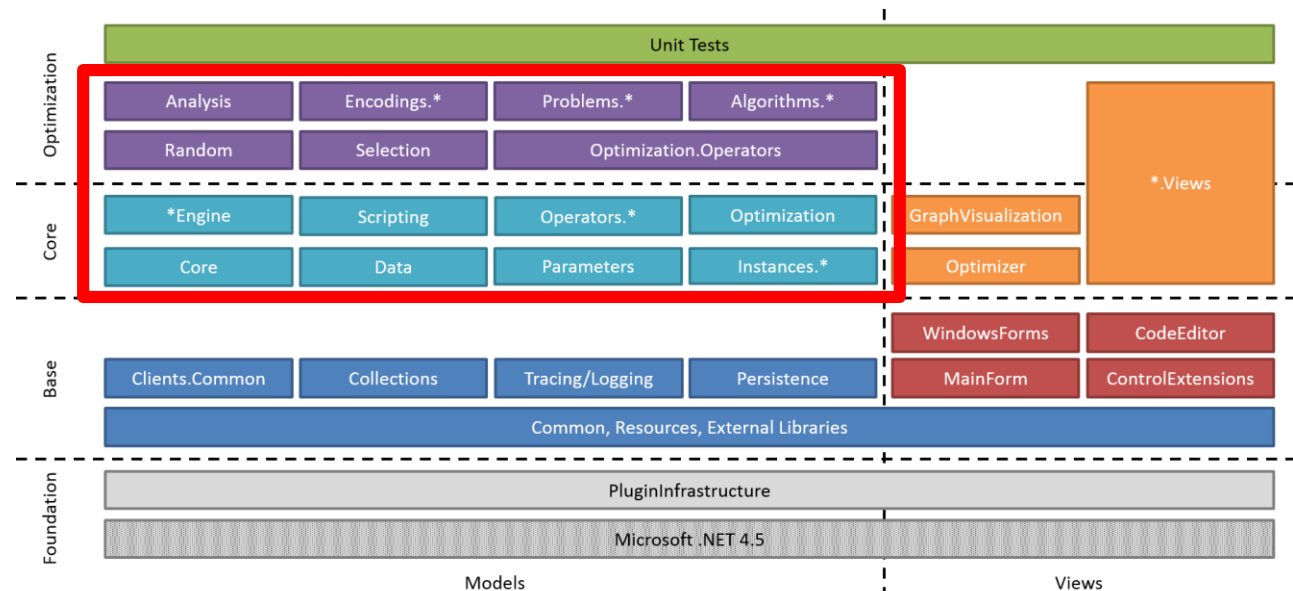 Unit Tests
Optimization
Analysis
Encodings.*
Problems.*
Algorithms.*
Random
Selection
Optimization.Operators
*.Views
Core
*Engine
Scripting
Operators.*
Optimization
GraphVisualization
Core
Data
Parameters
Instances.*
Optimizer
Base
WindowsForms
CodeEditor
Clients.Common
Collections
Tracing/Logging
Persistence
MainForm
ControlExtensions
Common, Resources, External Libraries
Foundation
PluginInfrastructure
Microsoft .NET 4.5
Models
Views